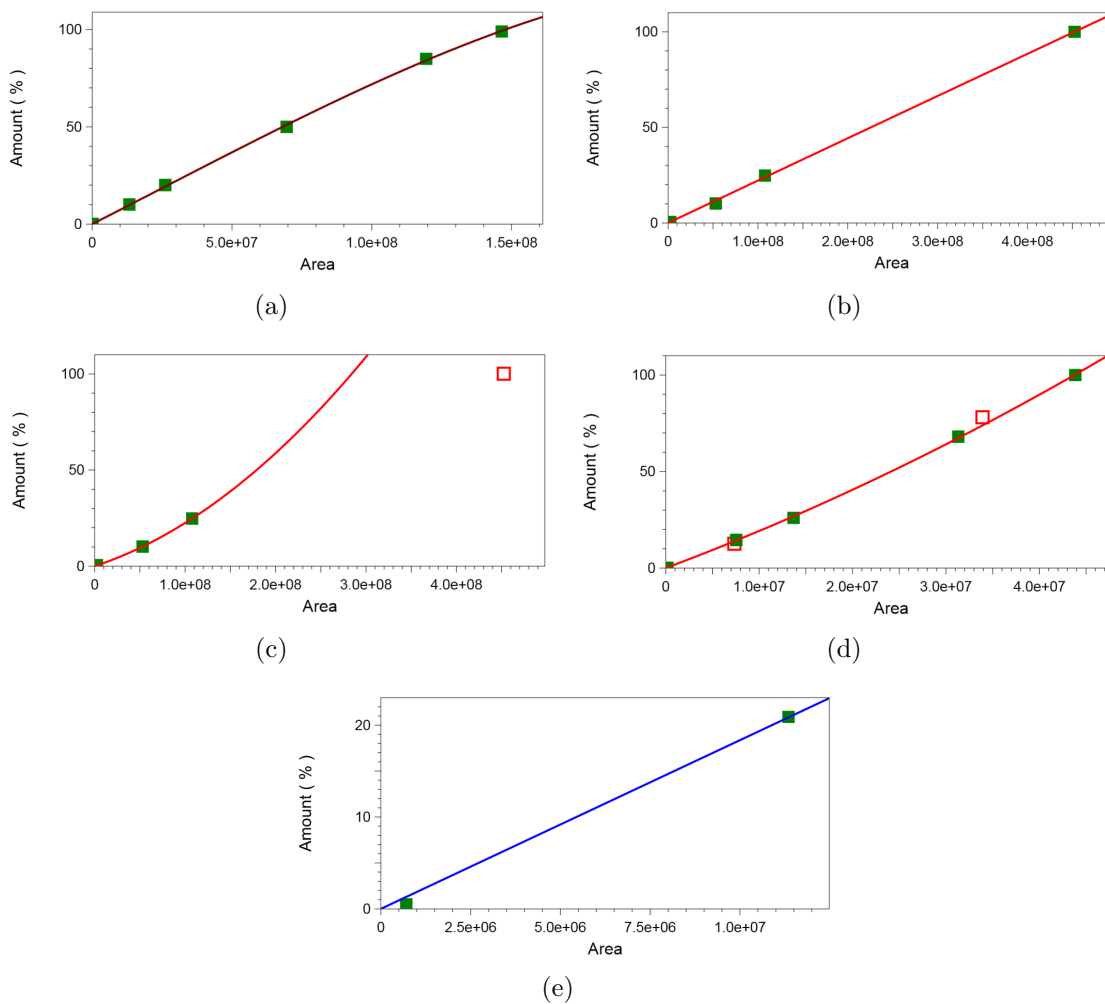 100
50
0
Amount ( % )
0 5.0e+07 1.0e+08 1.5e+08
Area
(a)
100
50
0
Amount ( % )
0 1.0e+08 2.0e+08 3.0e+08 4.0e+08
Area
(b)
100
50
0
Amount ( % )
0 1.0e+08 2.0e+08 3.0e+08 4.0e+08
Area
(c)
100
50
0
Amount ( % )
0 1.0e+07 2.0e+07 3.0e+07 4.0e+07
Area
(d)
20
10
0
Amount ( % )
0 2.5e+06 5.0e+06 7.5e+06 1.0e+07
Area
(e)